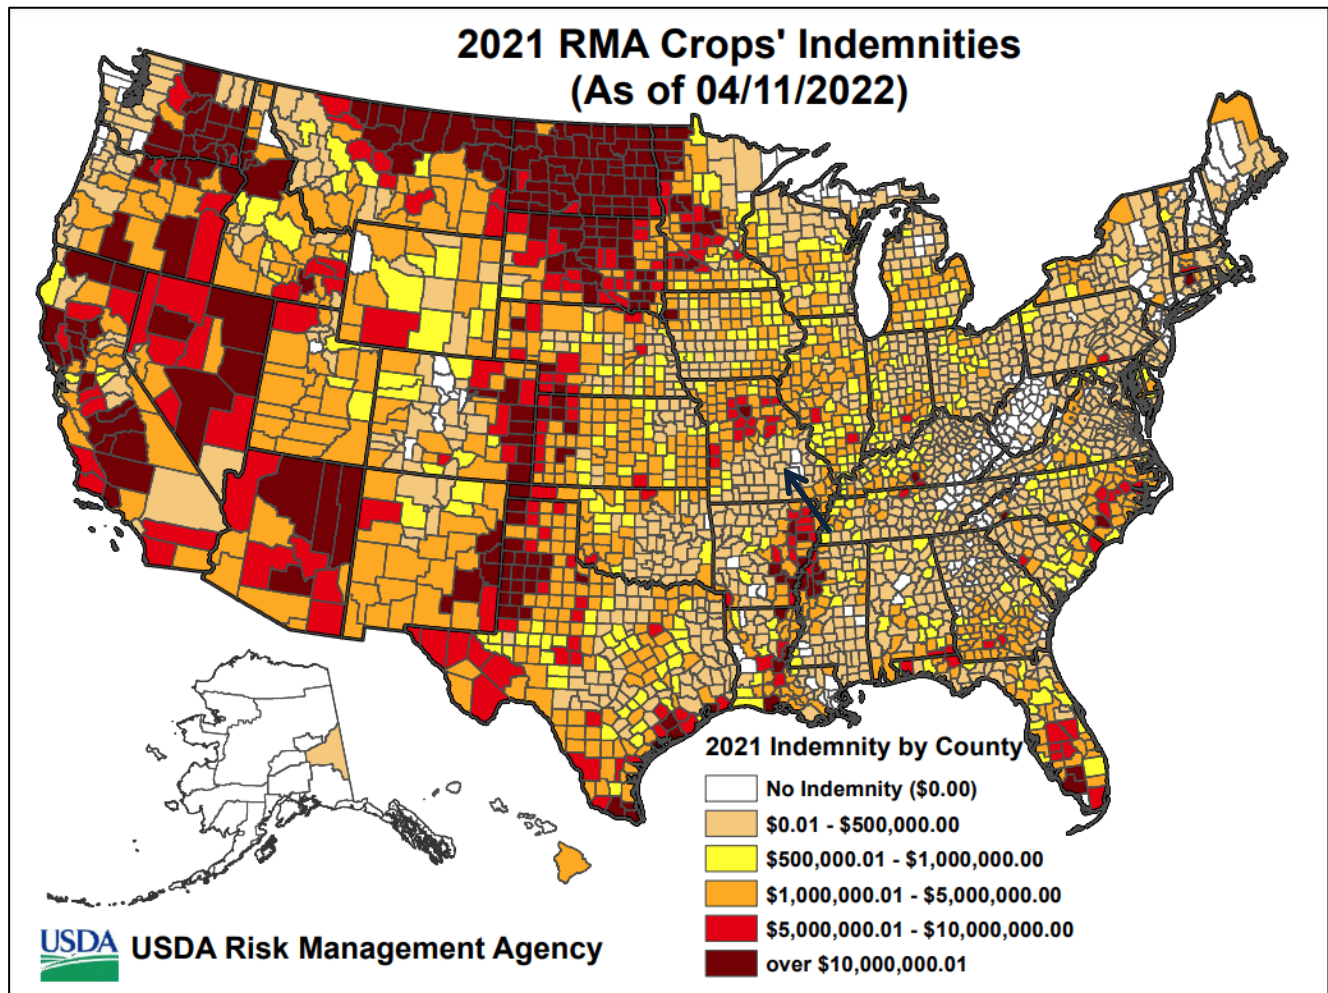 2021 RMA Crops' Indemnities
(As of 04/11/2022)
2021 Indemnity by County
No Indemnity ($0.00)
$0.01 - $500,000.00
$500,000.01 - $1,000,000.00
$1,000,000.01 - $5,000,000.00
$5,000,000.01 - $10,000,000.00
over $10,000,000.01
USDA
USDA Risk Management Agency